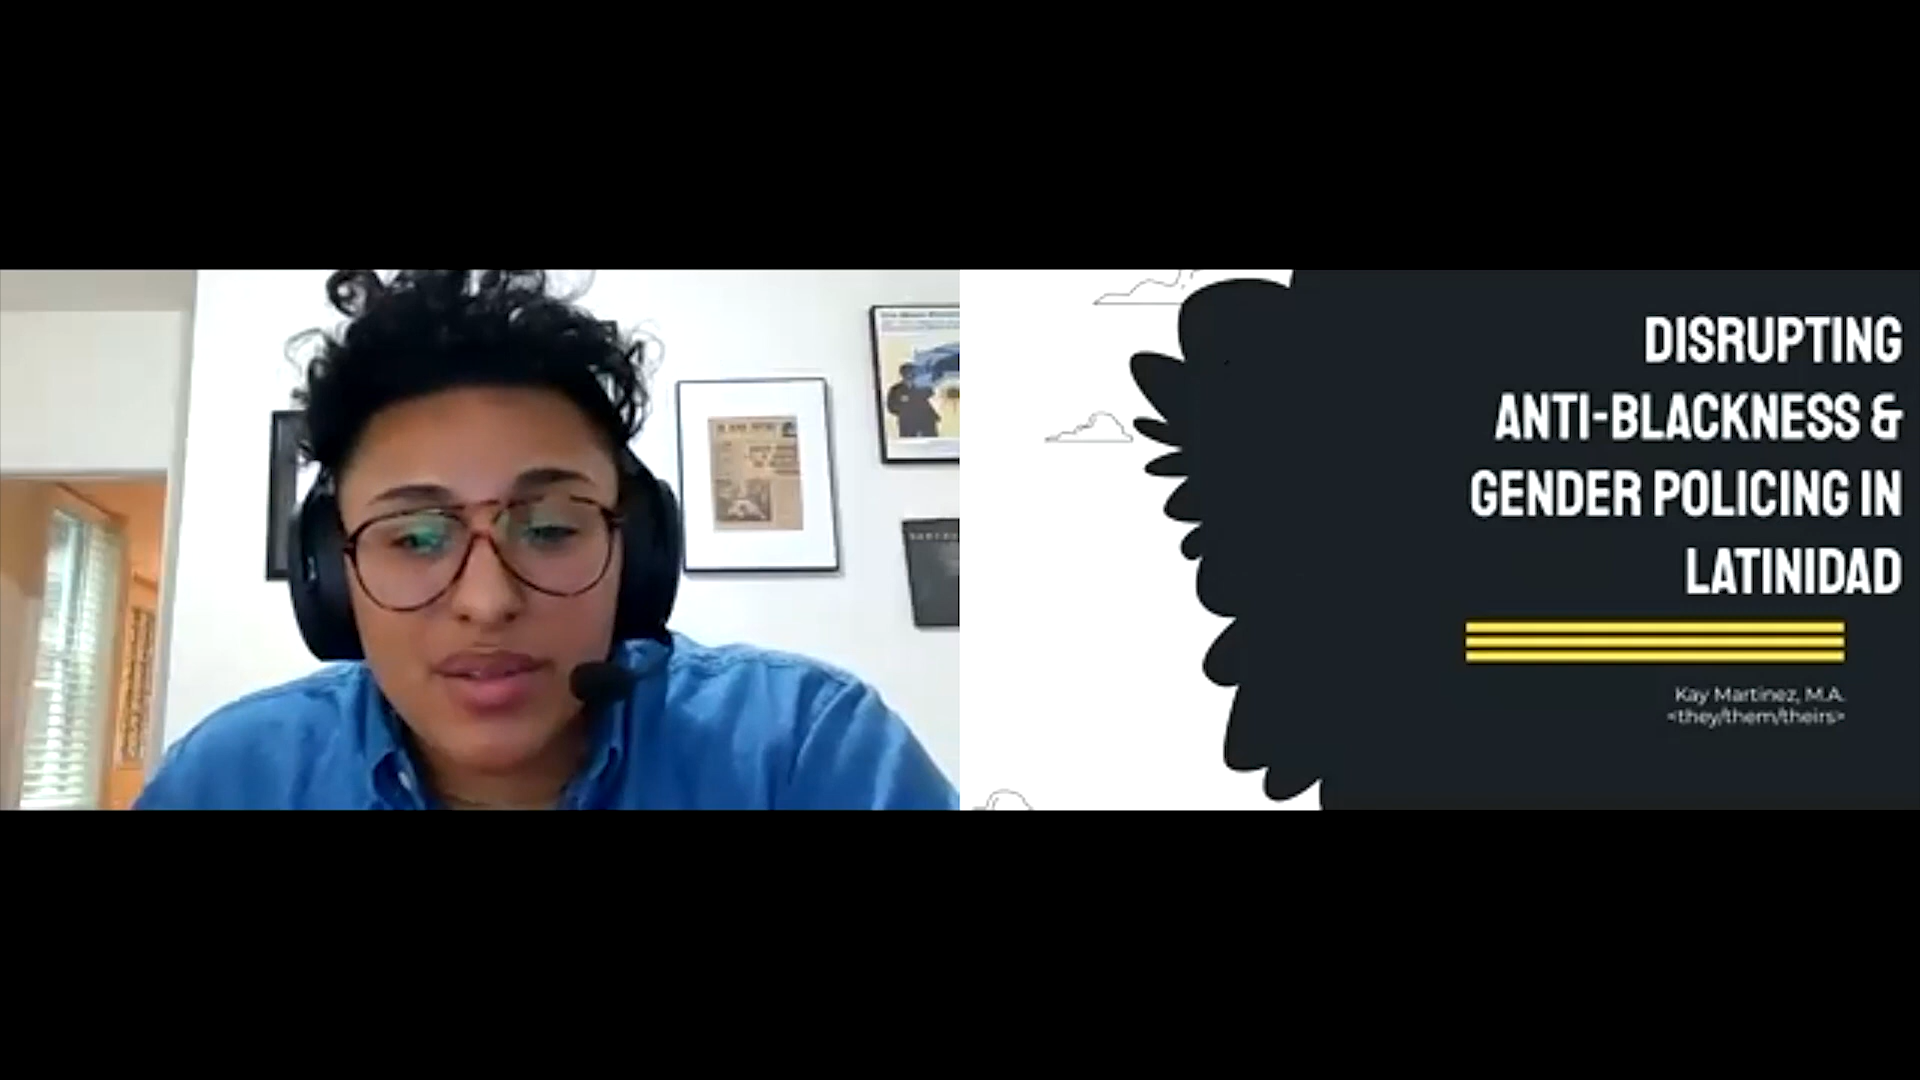 DISRUPTING
ANTI-BLACKNESS &
GENDER POLICING IN
LATINIDAD
Kay Martinez, M.A.
<they/them/theirs>